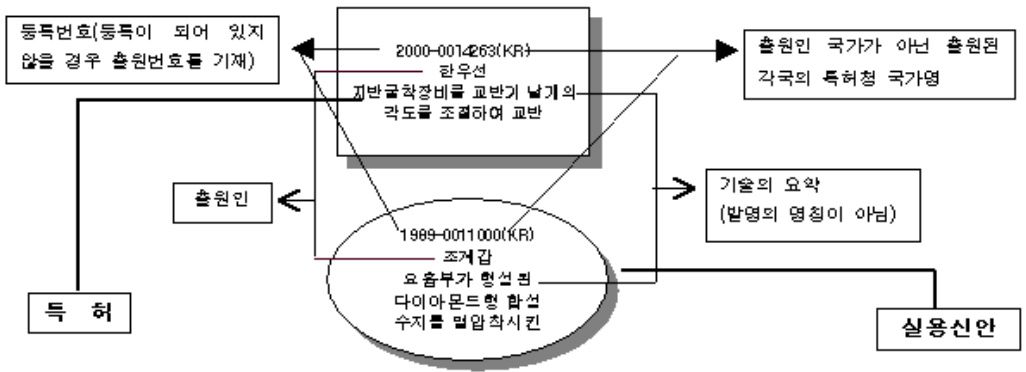 등록번호(등록이 되어 있지
않을 경우 출원번호를 기재)
2000-0014263(KR)
한우선
지반굴착장비를 교반기 날개의
각도를 조절하여 교반
출원인 국가가 아닌 출원된
각국의 특허청 국가명
출원인
기술의 요약
(발명의 명칭이 아님)
1989-0011000(KR)
조계갑
요홈부가 형성된
다이아몬드형 합성
수지를 열압착시킨
특 허
실용신안